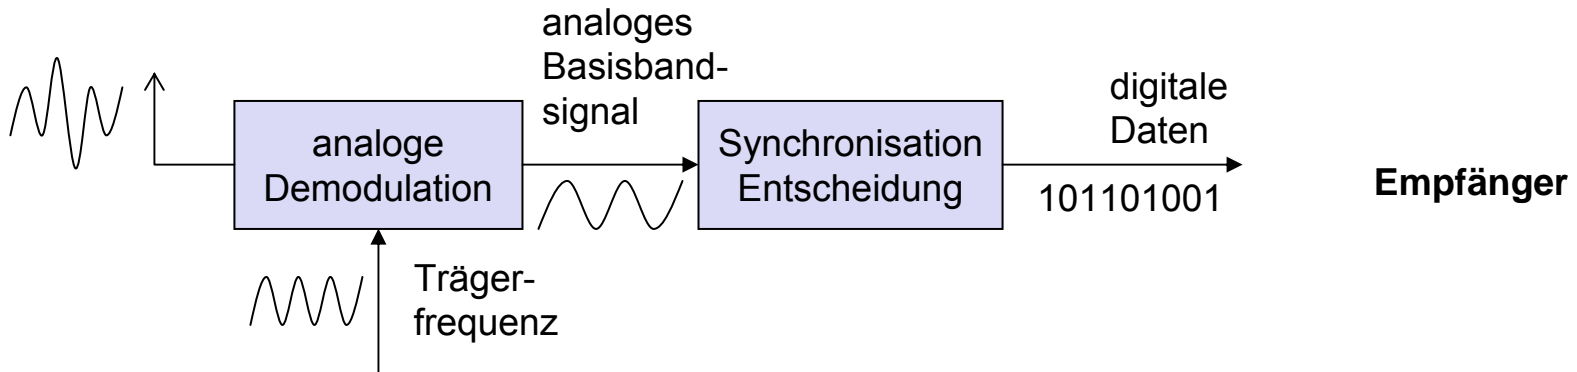 analoge
Demodulation
Träger-
frequenz
analoges
Basisband-
signal
Synchronisation
Entscheidung
digitale
Daten
101101001
Empfänger